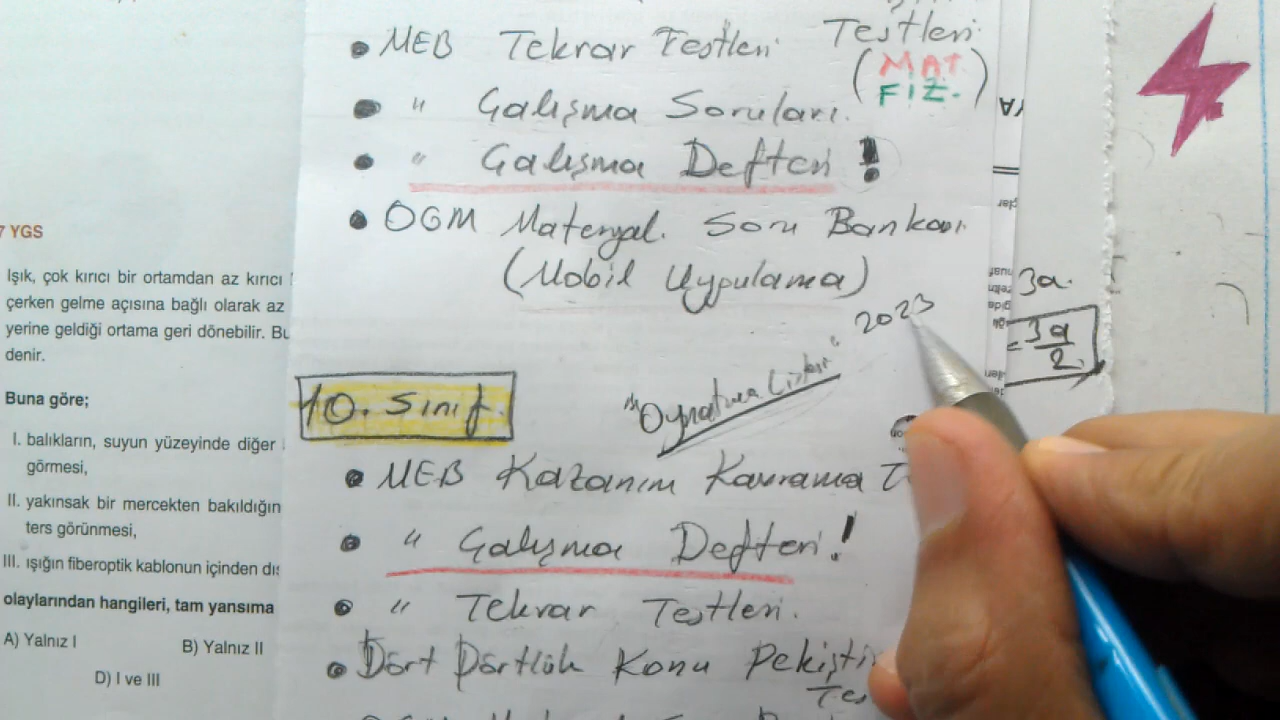 Testleri
• MEB Tekrar Testleri
(MAT.
FİZ.)
• " Çalışma Soruları.
• " Çalışma Defteri !
• OGM Materyal. Soru Bankası.
(Mobil Uygulama)
"Oynatma Listesi" 2023
10. Sınıf.
• MEB Kazanım Kavrama
• " Çalışma Defteri!
• " Tekrar Testleri.
• Dört Dörtlük Konu Pekişti
Tes
7 YGS
Işık, çok kırıcı bir ortamdan az kırıcı
çerken gelme açısına bağlı olarak az
yerine geldiği ortama geri dönebilir. Bu
denir.
Buna göre;
I. balıkların, suyun yüzeyinde diğer
görmesi,
II. yakınsak bir mercekten bakıldığın
ters görünmesi,
III. ışığın fiberoptik kablonun içinden dış
olaylarından hangileri, tam yansıma
A) Yalnız I B) Yalnız II
D) I ve III
YA
3a.
= 3a/2.